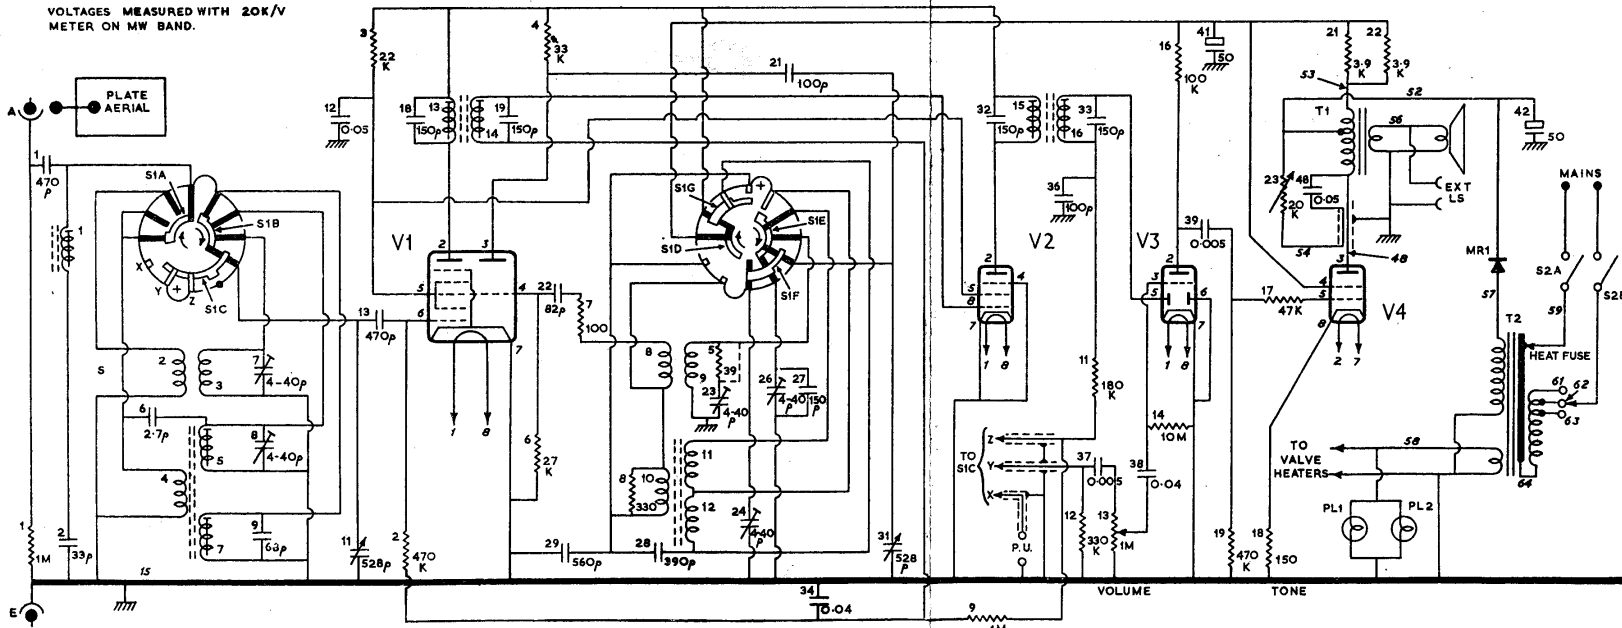 VOLTAGES MEASURED WITH 20K/V
METER ON MW BAND.
A
PLATE
AERIAL
1
470
P
S1A
S1B
S1C
X
Y
Z
1
S
2
3
7
4-40p
6
2.7p
5
8
4-40p
4
7
9
63p
1
1M
2
33p
15
11
528p
E
3
22
K
4
33
K
12
0.05
18
150p
13
14
19
150p
21
100p
V1
2
3
5
6
4
7
1
8
13
470p
22
82p
7
100
6
27
K
2
470
K
S1G
S1D
S1E
S1F
8
9
5
39
23
4-40
p
26
4-40
p
27
150
p
8
330
10
11
12
24
4-40
p
29
560p
28
390p
31
528
p
34
0.04
9
32
150p
15
16
33
150p
36
100p
V2
2
4
5
8
7
1
8
11
180
K
TO
S1C
Z
Y
X
P.U.
37
0.005
12
330
K
13
1M
VOLUME
38
0.04
14
10M
V3
2
3
5
6
7
1
8
16
100
K
39
0.005
41
50
17
47K
19
470
K
18
150
TONE
V4
3
4
5
8
2
7
21
3.9
K
22
3.9
K
53
52
T1
56
23
20
K
48
0.05
54
48
EXT
LS
42
50
MAINS
S2A
59
MR1
57
T2
HEAT FUSE
61
62
63
64
TO
VALVE
HEATERS
58
PL1
PL2